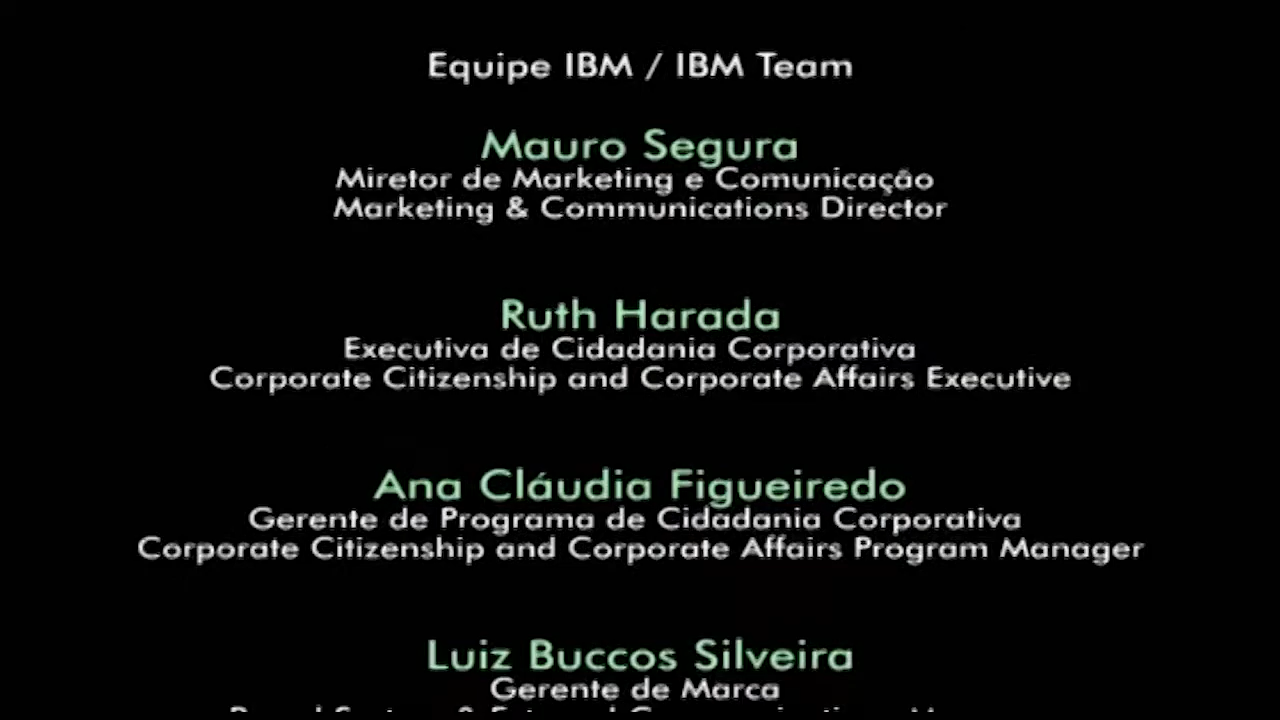 Equipe IBM / IBM Team
Mauro Segura
Miretor de Marketing e Comunicação
Marketing & Communications Director
Ruth Harada
Executiva de Cidadania Corporativa
Corporate Citizenship and Corporate Affairs Executive
Ana Cláudia Figueiredo
Gerente de Programa de Cidadania Corporativa
Corporate Citizenship and Corporate Affairs Program Manager
Luiz Buccos Silveira
Gerente de Marca